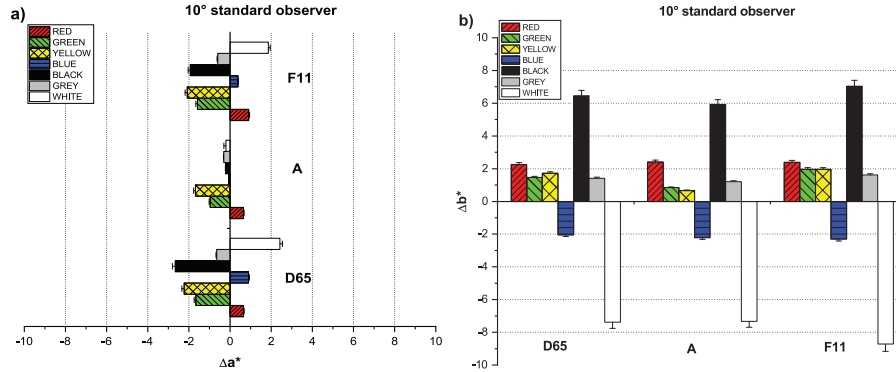 a)
10° standard observer
RED
GREEN
YELLOW
BLUE
BLACK
GREY
WHITE
F11
A
D65
-10 -8 -6 -4 -2 0 2 4 6 8 10
Δa*
b)
10° standard observer
RED
GREEN
YELLOW
BLUE
BLACK
GREY
WHITE
10
8
6
4
2
0
-2
-4
-6
-8
-10
Δb*
D65 A F11